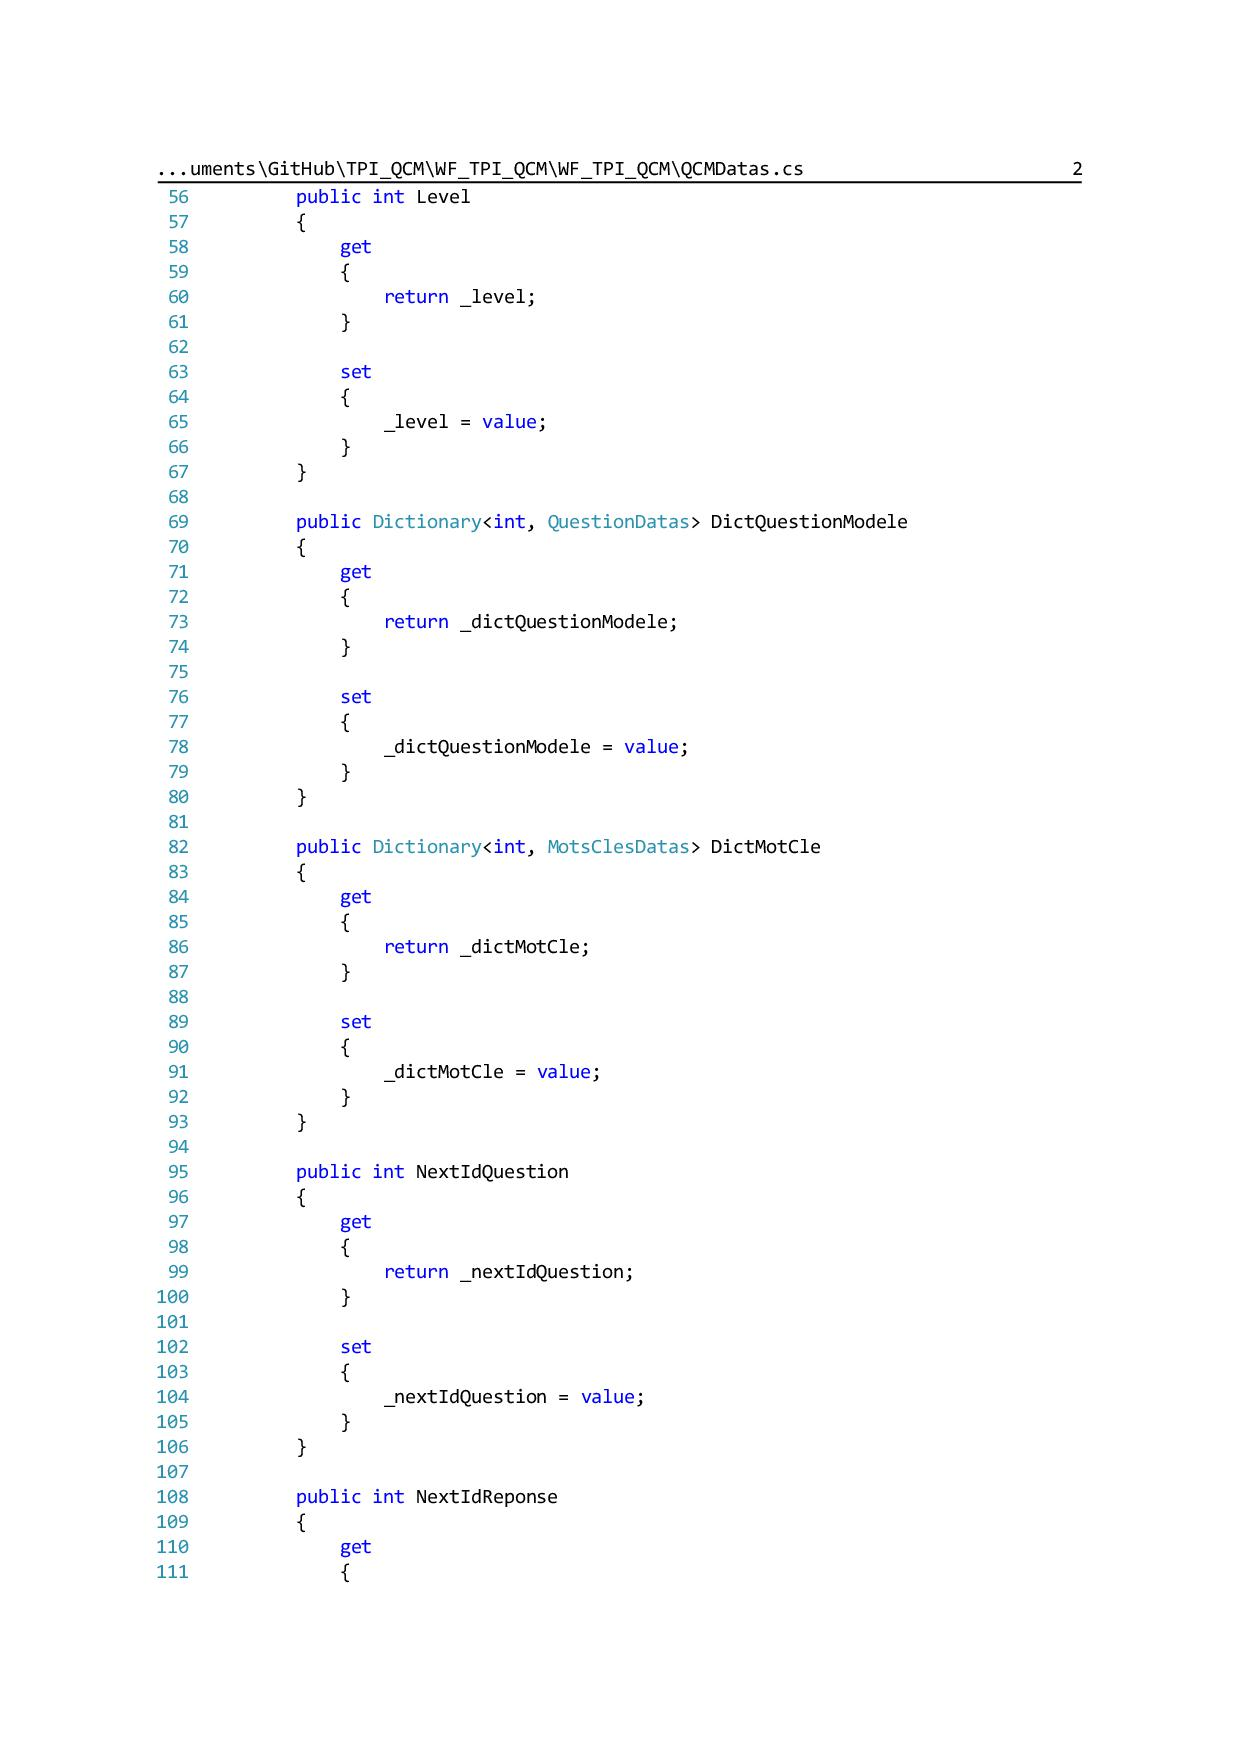 ...uments\GitHub\TPI_QCM\WF_TPI_QCM\WF_TPI_QCM\QCMDatas.cs 2
56 public int Level
57 {
58 get
59 {
60 return _level;
61 }
62
63 set
64 {
65 _level = value;
66 }
67 }
68
69 public Dictionary<int, QuestionDatas> DictQuestionModele
70 {
71 get
72 {
73 return _dictQuestionModele;
74 }
75
76 set
77 {
78 _dictQuestionModele = value;
79 }
80 }
81
82 public Dictionary<int, MotsClesDatas> DictMotCle
83 {
84 get
85 {
86 return _dictMotCle;
87 }
88
89 set
90 {
91 _dictMotCle = value;
92 }
93 }
94
95 public int NextIdQuestion
96 {
97 get
98 {
99 return _nextIdQuestion;
100 }
101
102 set
103 {
104 _nextIdQuestion = value;
105 }
106 }
107
108 public int NextIdReponse
109 {
110 get
111 {